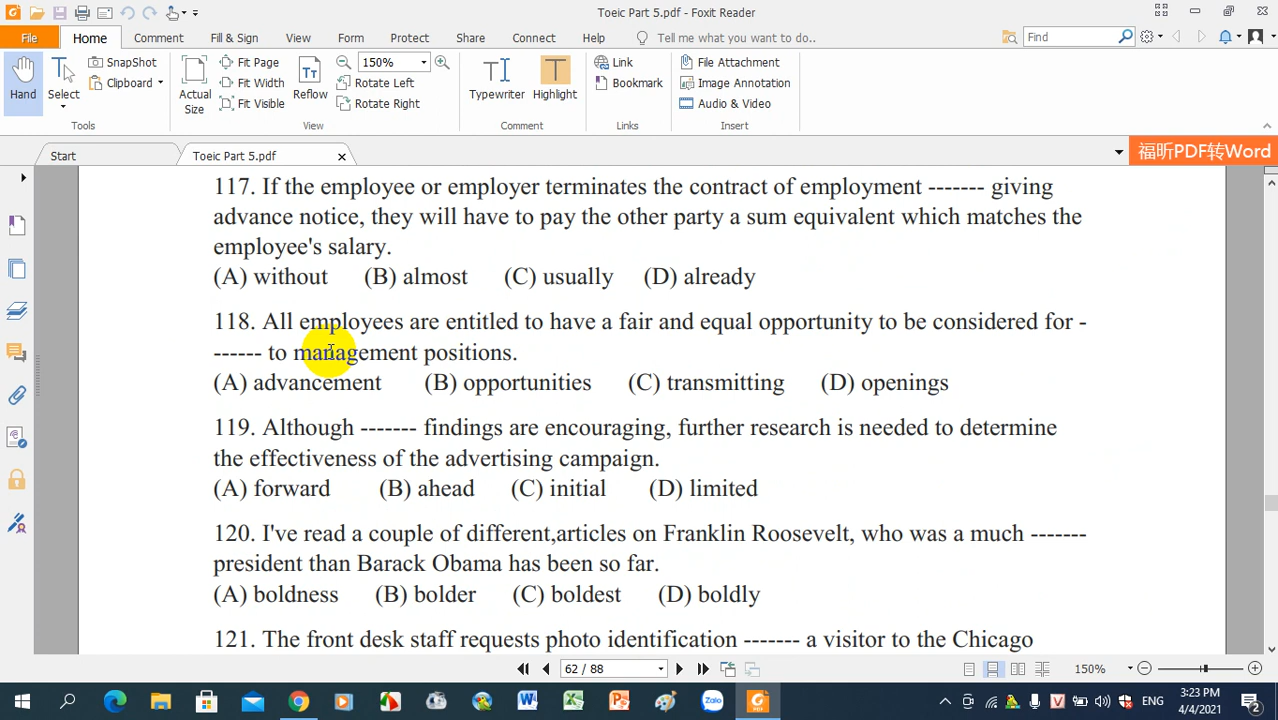 Toeic Part 5.pdf - Foxit Reader
File Home Comment Fill & Sign View Form Protect Share Connect Help Tell me what you want to do.. Find
Hand
Select
SnapShot
Clipboard
Actual Size
Fit Page
Fit Width
Fit Visible
Reflow
150%
Rotate Left
Rotate Right
Typewriter
Highlight
Link
Bookmark
File Attachment
Image Annotation
Audio & Video
Tools View Comment Links Insert
Start Toeic Part 5.pdf 福昕PDF转Word
117. If the employee or employer terminates the contract of employment ------- giving
advance notice, they will have to pay the other party a sum equivalent which matches the
employee's salary.
(A) without (B) almost (C) usually (D) already
118. All employees are entitled to have a fair and equal opportunity to be considered for -
------ to management positions.
(A) advancement (B) opportunities (C) transmitting (D) openings
119. Although ------- findings are encouraging, further research is needed to determine
the effectiveness of the advertising campaign.
(A) forward (B) ahead (C) initial (D) limited
120. I've read a couple of different,articles on Franklin Roosevelt, who was a much -------
president than Barack Obama has been so far.
(A) boldness (B) bolder (C) boldest (D) boldly
121. The front desk staff requests photo identification ------- a visitor to the Chicago
62 / 88 150%
ENG
3:23 PM
4/4/2021
2